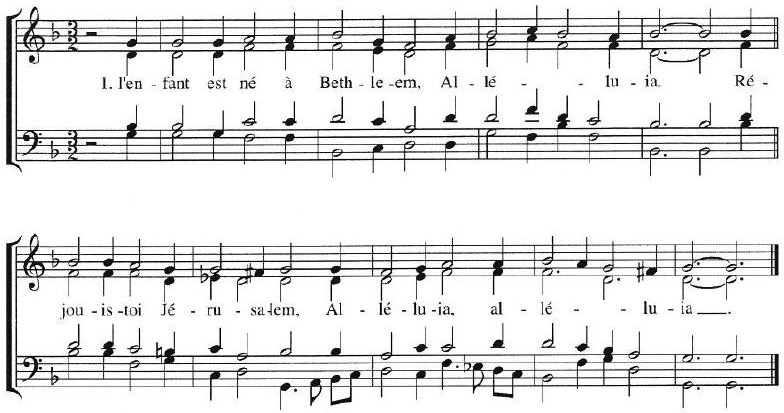 1. l'en - fant est né à Beth - le - em, Al - lé - lu - ia. Ré -
jou - is - toi Jé - ru - sa - lem, Al - lé - lu - ia, al - lé - lu - ia.